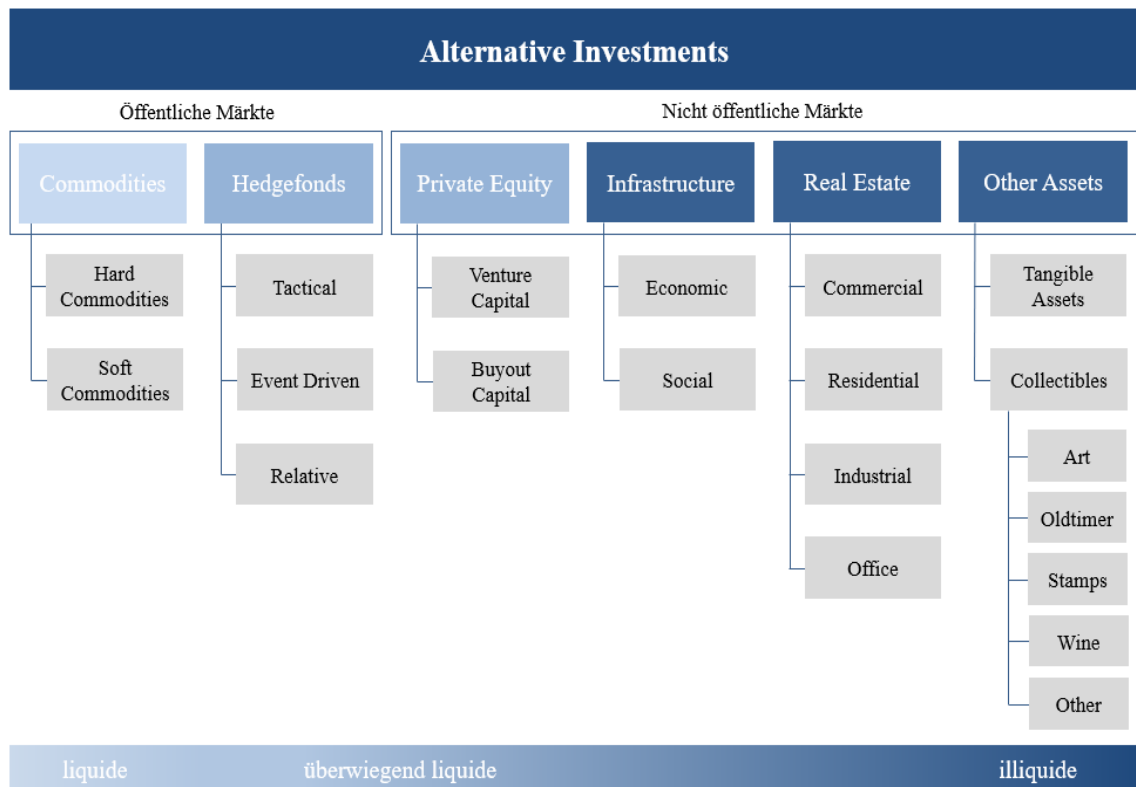 Alternative Investments
Öffentliche Märkte
Nicht öffentliche Märkte
Commodities
Hedgefonds
Private Equity
Infrastructure
Real Estate
Other Assets
Hard
Commodities
Soft
Commodities
Tactical
Event Driven
Relative
Venture
Capital
Buyout
Capital
Economic
Social
Commercial
Residential
Industrial
Office
Tangible
Assets
Collectibles
Art
Oldtimer
Stamps
Wine
Other
liquide
überwiegend liquide
illiquide